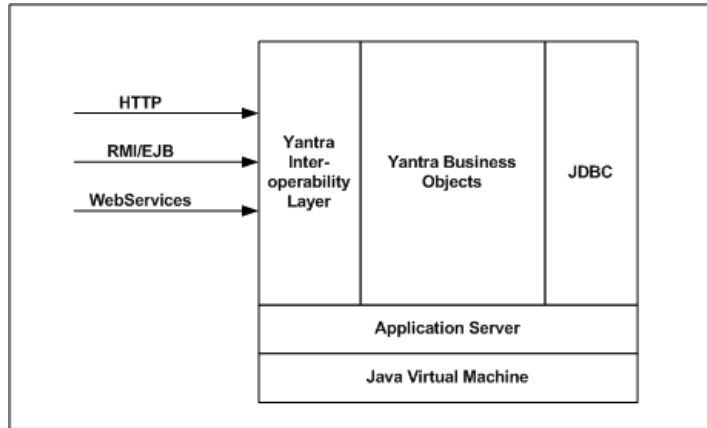 HTTP
RMI/EJB
WebServices
Yantra
Inter-
operability
Layer
Yantra Business
Objects
JDBC
Application Server
Java Virtual Machine